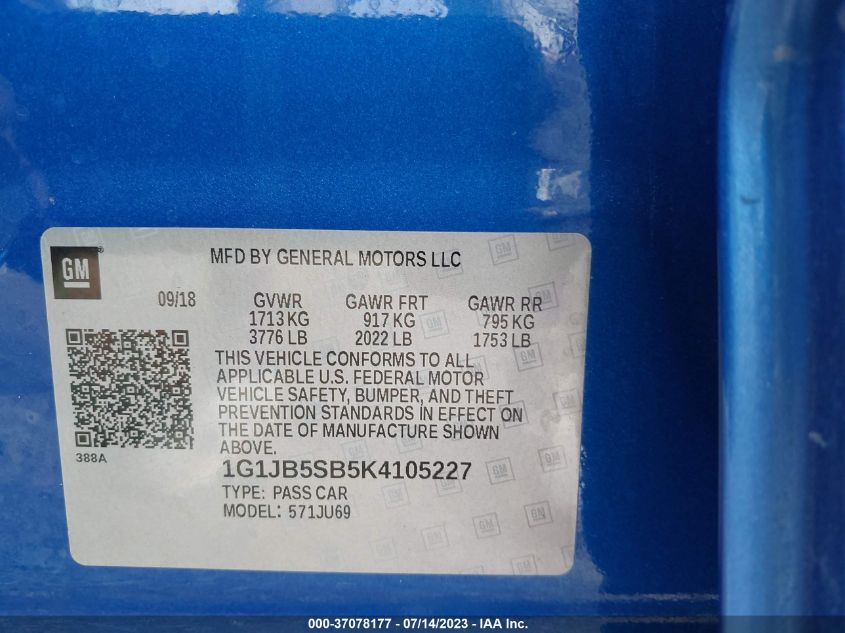 GM®
MFD BY GENERAL MOTORS LLC
09/18 GVWR GAWR FRT GAWR RR
1713 KG 917 KG 795 KG
3776 LB 2022 LB 1753 LB
THIS VEHICLE CONFORMS TO ALL
APPLICABLE U.S. FEDERAL MOTOR
VEHICLE SAFETY, BUMPER, AND THEFT
PREVENTION STANDARDS IN EFFECT ON
THE DATE OF MANUFACTURE SHOWN
ABOVE.
388A
1G1JB5SB5K4105227
TYPE: PASS CAR
MODEL: 571JU69
000-37078177 - 07/14/2023 - IAA Inc.